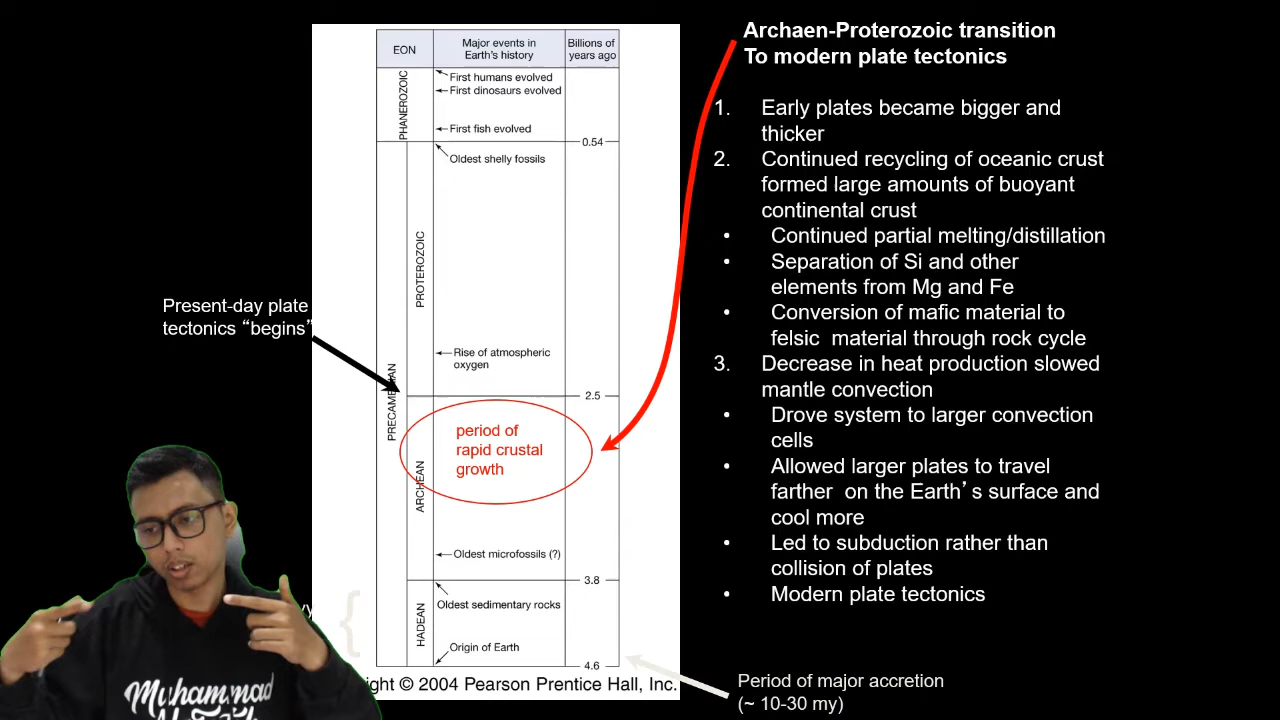 Archaen-Proterozoic transition
To modern plate tectonics
EON
Major events in
Earth's history
Billions of
years ago
PHANEROZOIC
First humans evolved
First dinosaurs evolved
First fish evolved
0.54
Oldest shelly fossils
PRECAMBRIAN
PROTEROZOIC
Rise of atmospheric
oxygen
2.5
Present-day plate
tectonics “begins”
period of
rapid crustal
growth
ARCHEAN
Oldest microfossils (?)
3.8
Oldest sedimentary rocks
HADEAN
Origin of Earth
4.6
ght © 2004 Pearson Prentice Hall, Inc.
1. Early plates became bigger and
thicker
2. Continued recycling of oceanic crust
formed large amounts of buoyant
continental crust
• Continued partial melting/distillation
• Separation of Si and other
elements from Mg and Fe
• Conversion of mafic material to
felsic material through rock cycle
3. Decrease in heat production slowed
mantle convection
• Drove system to larger convection
cells
• Allowed larger plates to travel
farther on the Earth’s surface and
cool more
• Led to subduction rather than
collision of plates
• Modern plate tectonics
Period of major accretion
(~ 10-30 my)
Muhammad